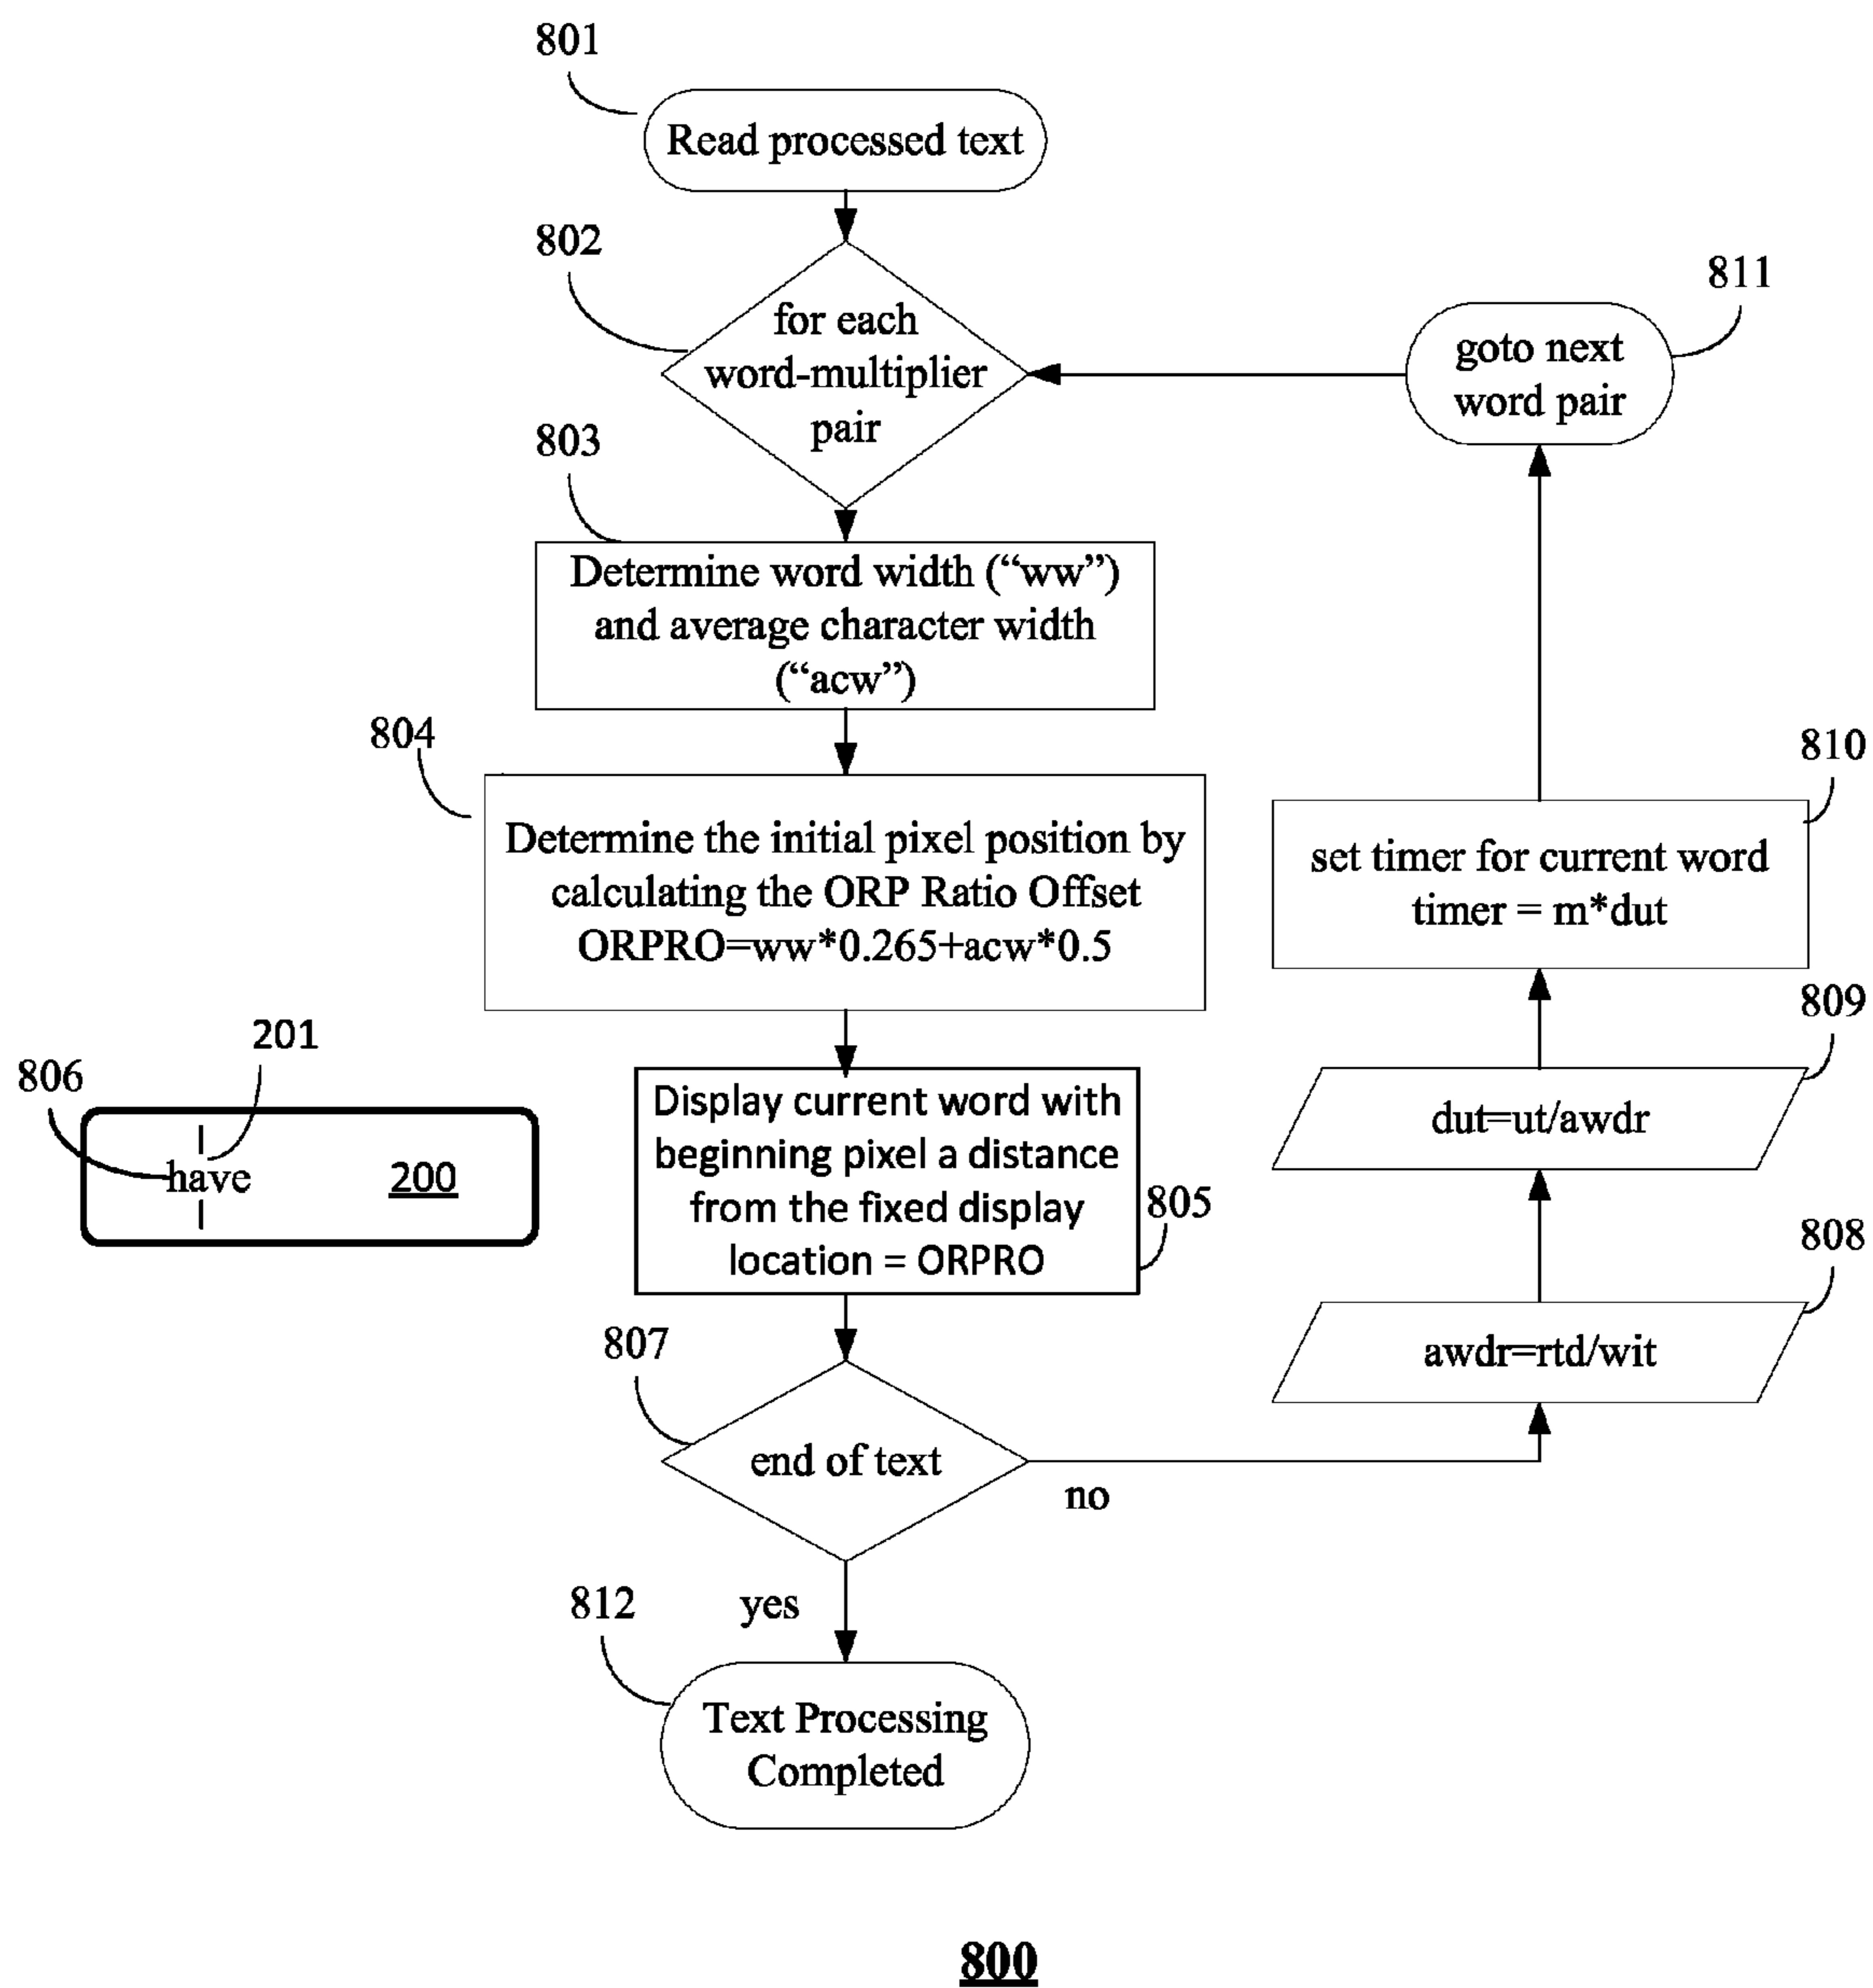 801
Read processed text
802
for each
word-multiplier
pair
811
goto next
word pair
803
Determine word width (“ww”)
and average character width
(“acw”)
804
Determine the initial pixel position by
calculating the ORP Ratio Offset
ORPRO=ww*0.265+acw*0.5
810
set timer for current word
timer = m*dut
809
dut=ut/awdr
808
awdr=rtd/wit
806
201
have
200
Display current word with
beginning pixel a distance
from the fixed display
location = ORPRO
805
807
end of text
no
yes
812
Text Processing
Completed
800